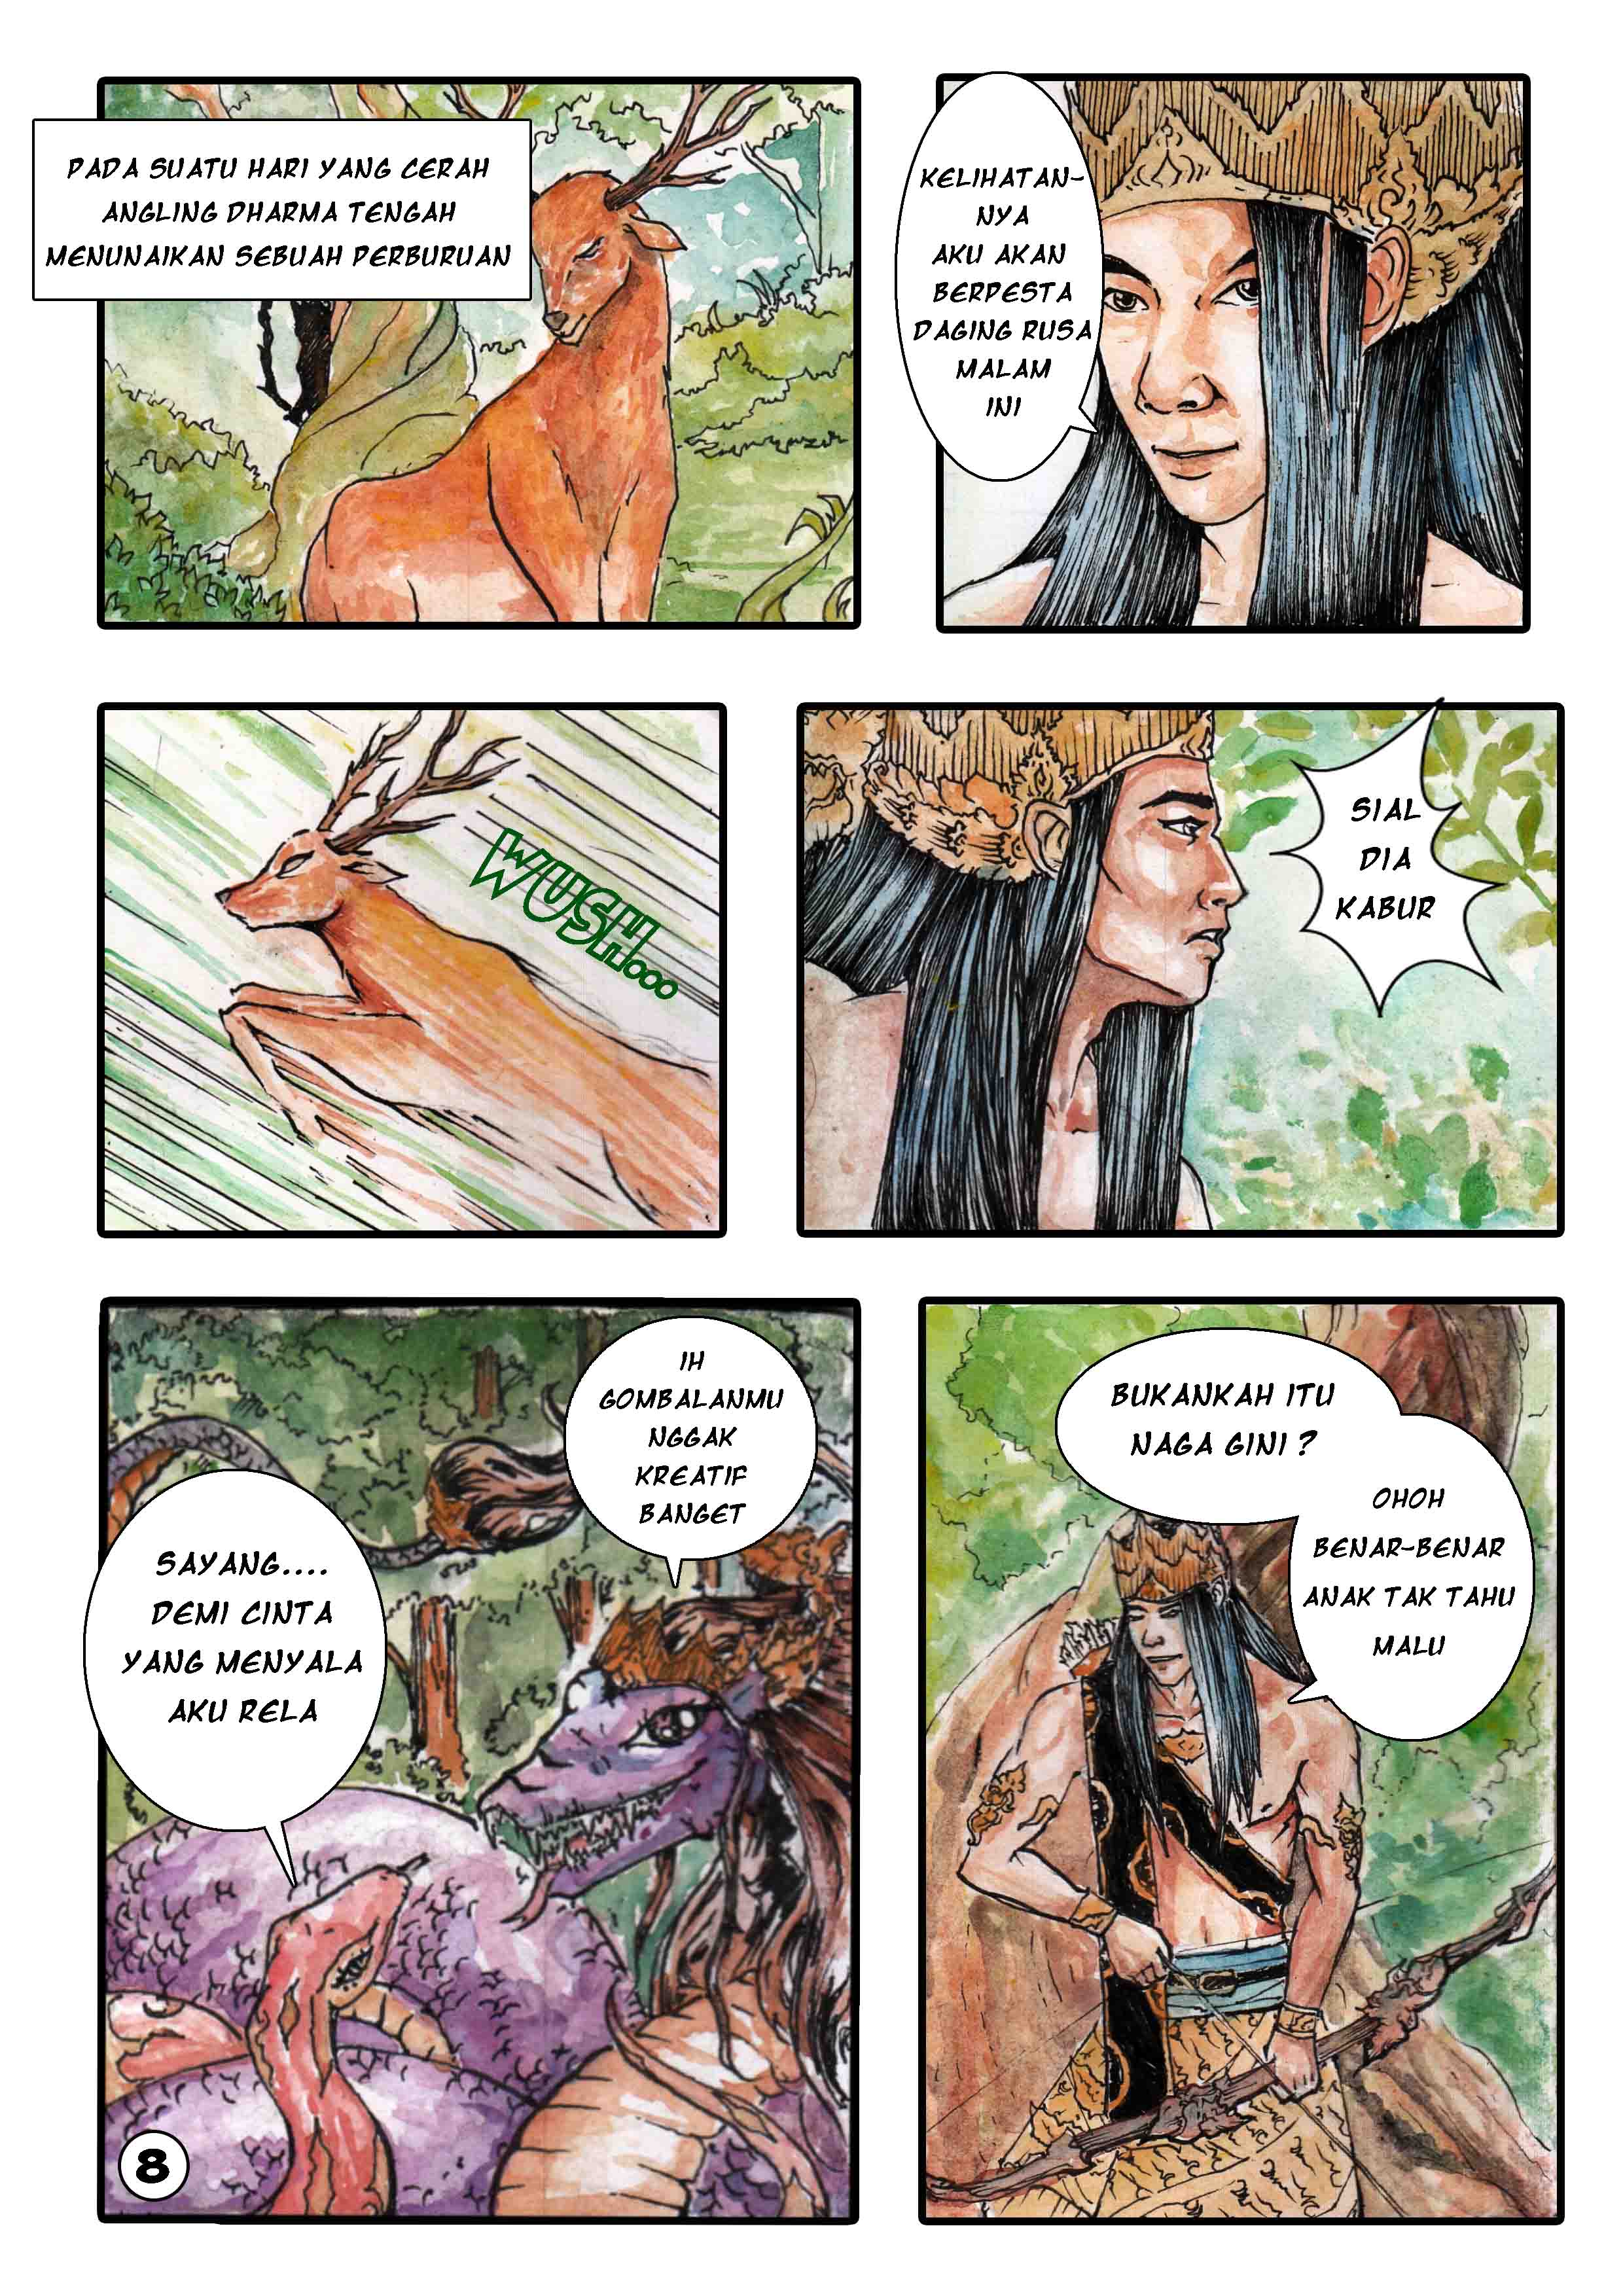 PADA SUATU HARI YANG CERAH
ANGLING DHARMA TENGAH
MENUNAIKAN SEBUAH PERBURUAN
KELIHATAN-
NYA
AKU AKAN
BERPESTA
DAGING RUSA
MALAM
INI
WUSH...
SIAL
DIA
KABUR
SAYANG....
DEMI CINTA
YANG MENYALA
AKU RELA
IH
GOMBALANMU
NGGAK
KREATIF
BANGET
BUKANKAH ITU
NAGA GINI ?
OHOH
BENAR-BENAR
ANAK TAK TAHU
MALU
8